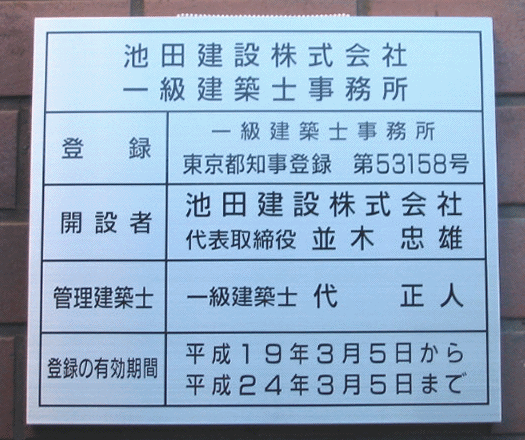 池田建設株式会社
一級建築士事務所
登録
一級建築士事務所
東京都知事登録 第53158号
開設者
池田建設株式会社
代表取締役 並木忠雄
管理建築士
一級建築士 代 正人
登録の有効期間
平成19年3月5日から
平成24年3月5日まで